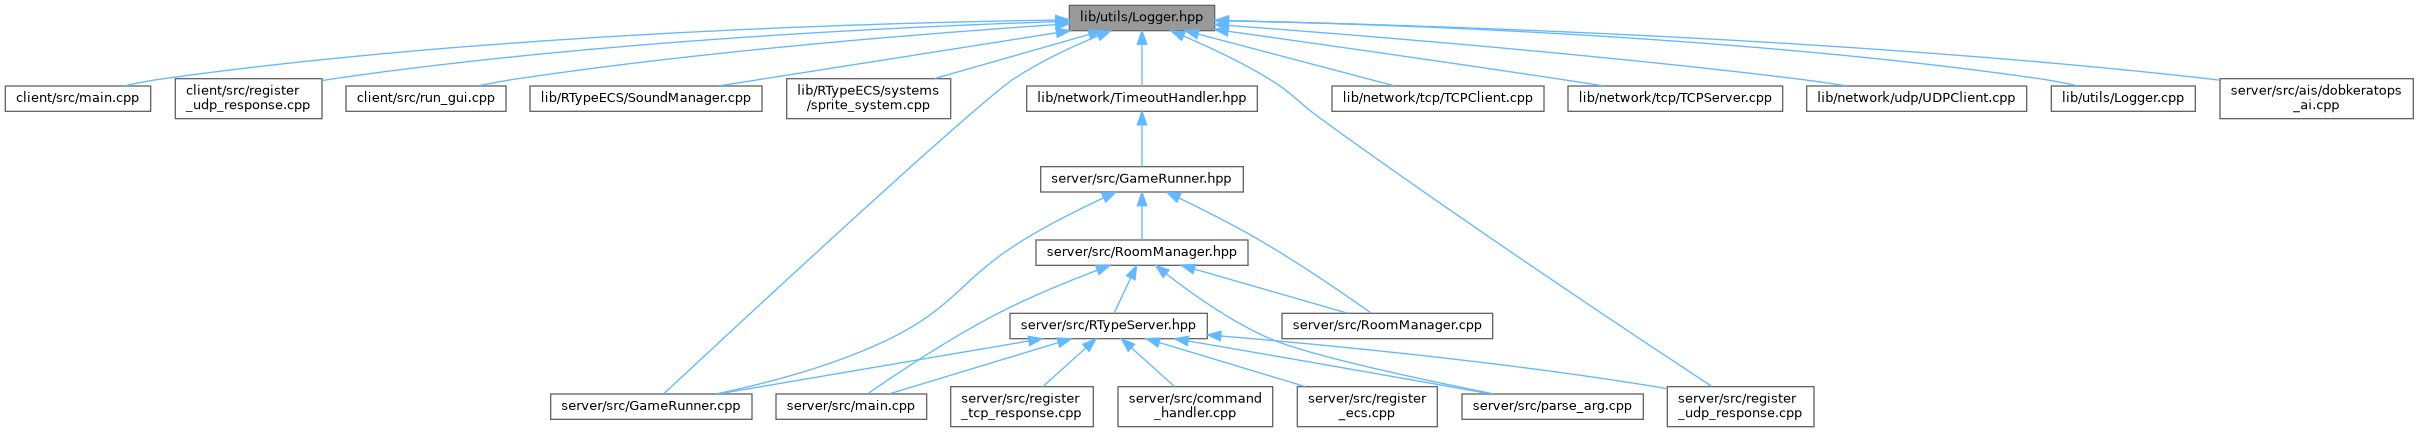 lib/utils/Logger.hpp
client/src/main.cpp
client/src/register
_udp_response.cpp
client/src/run_gui.cpp
lib/RTypeECS/SoundManager.cpp
lib/RTypeECS/systems
/sprite_system.cpp
lib/network/TimeoutHandler.hpp
lib/network/tcp/TCPClient.cpp
lib/network/tcp/TCPServer.cpp
lib/network/udp/UDPClient.cpp
lib/utils/Logger.cpp
server/src/ais/dobkeratops
_ai.cpp
server/src/GameRunner.hpp
server/src/RoomManager.hpp
server/src/RTypeServer.hpp
server/src/RoomManager.cpp
server/src/GameRunner.cpp
server/src/main.cpp
server/src/register
_tcp_response.cpp
server/src/command
_handler.cpp
server/src/register
_ecs.cpp
server/src/parse_arg.cpp
server/src/register
_udp_response.cpp